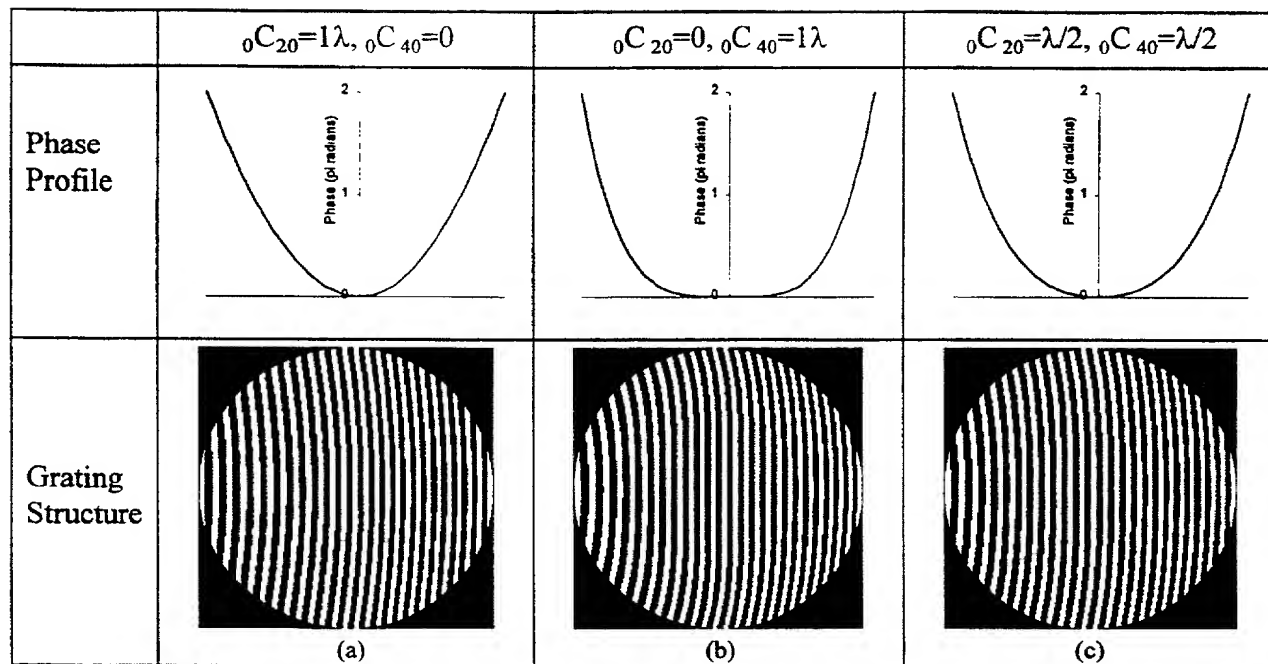 ₀C₂₀=1λ, ₀C₄₀=0
₀C₂₀=0, ₀C₄₀=1λ
₀C₂₀=λ/2, ₀C₄₀=λ/2
Phase
Profile
2
1
0
Phase (pi radians)
2
1
0
Phase (pi radians)
2
1
0
Phase (pi radians)
Grating
Structure
(a)
(b)
(c)